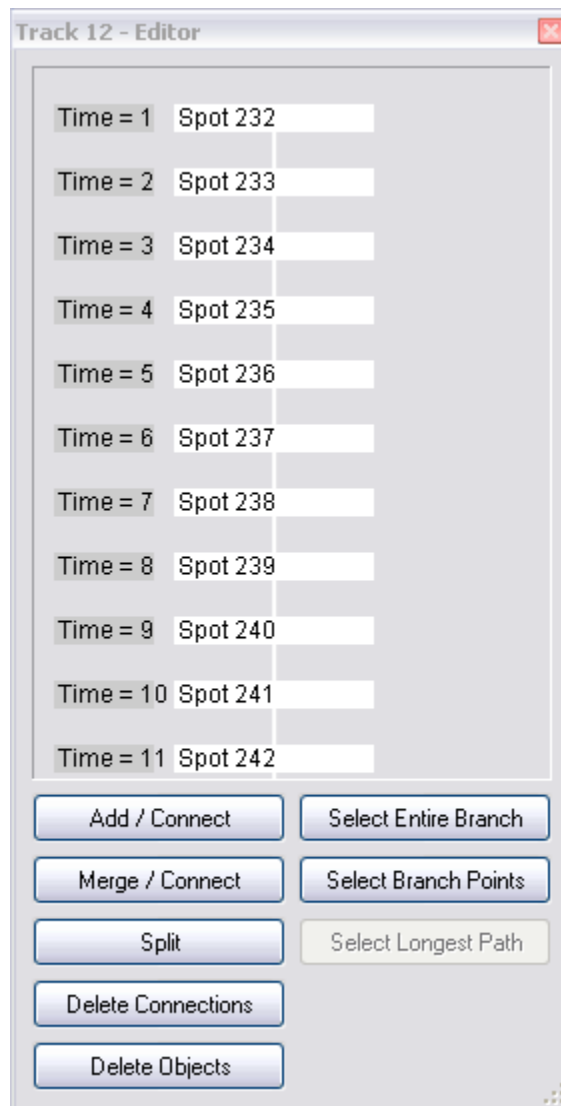 Track 12 - Editor
Time = 1 Spot 232
Time = 2 Spot 233
Time = 3 Spot 234
Time = 4 Spot 235
Time = 5 Spot 236
Time = 6 Spot 237
Time = 7 Spot 238
Time = 8 Spot 239
Time = 9 Spot 240
Time = 10 Spot 241
Time = 11 Spot 242
Add / Connect Select Entire Branch
Merge / Connect Select Branch Points
Split Select Longest Path
Delete Connections
Delete Objects